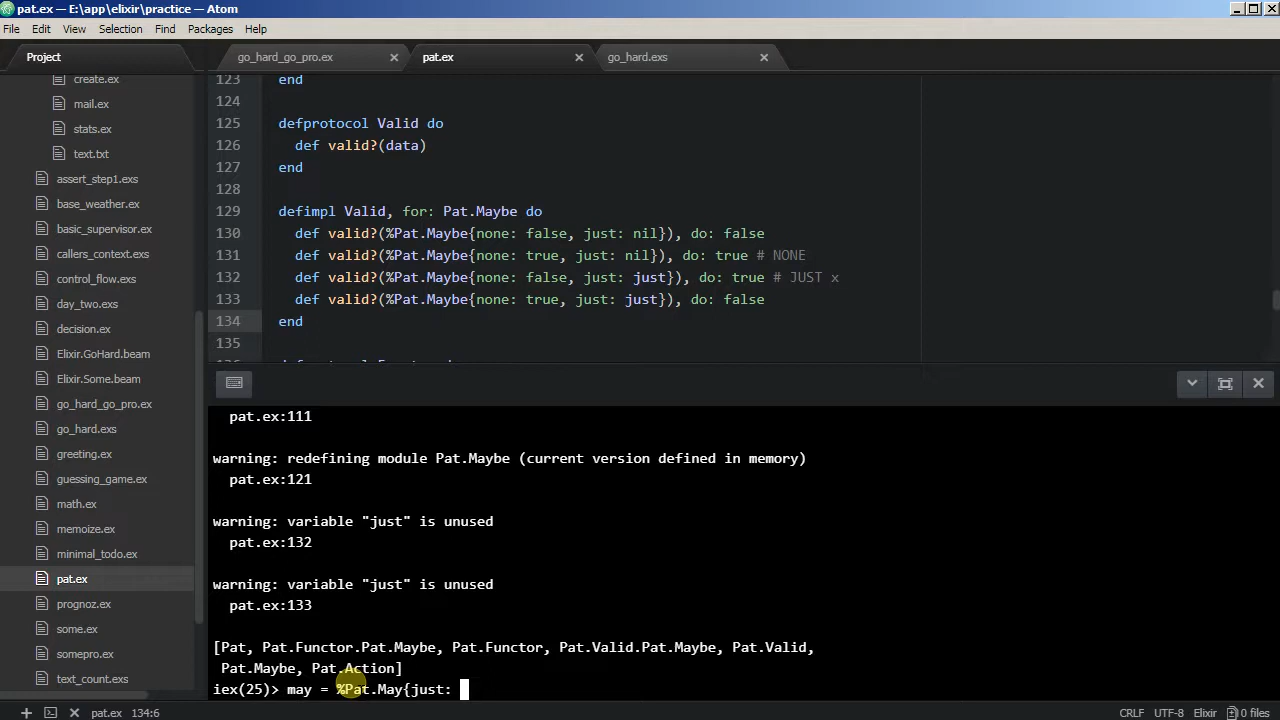 pat.ex — E:\app\elixir\practice — Atom
File Edit View Selection Find Packages Help
Project
go_hard_go_pro.ex
pat.ex
go_hard.exs
create.ex
mail.ex
stats.ex
text.txt
assert_step1.exs
base_weather.ex
basic_supervisor.ex
callers_context.exs
control_flow.exs
day_two.exs
decision.ex
Elixir.GoHard.beam
Elixir.Some.beam
go_hard_go_pro.ex
go_hard.exs
greeting.ex
guessing_game.ex
math.ex
memoize.ex
minimal_todo.ex
pat.ex
prognoz.ex
some.ex
somepro.ex
text_count.exs
123 end
124
125 defprotocol Valid do
126 def valid?(data)
127 end
128
129 defimpl Valid, for: Pat.Maybe do
130 def valid?(%Pat.Maybe{none: false, just: nil}), do: false
131 def valid?(%Pat.Maybe{none: true, just: nil}), do: true # NONE
132 def valid?(%Pat.Maybe{none: false, just: just}), do: true # JUST x
133 def valid?(%Pat.Maybe{none: true, just: just}), do: false
134 end
135
pat.ex:111
warning: redefining module Pat.Maybe (current version defined in memory)
pat.ex:121
warning: variable "just" is unused
pat.ex:132
warning: variable "just" is unused
pat.ex:133
[Pat, Pat.Functor.Pat.Maybe, Pat.Functor, Pat.Valid.Pat.Maybe, Pat.Valid,
Pat.Maybe, Pat.Action]
iex(25)> may = %Pat.May{just:
pat.ex 134:6
CRLF UTF-8 Elixir 0 files